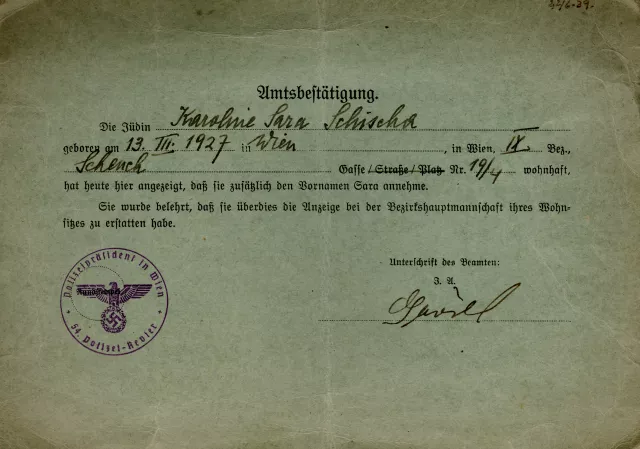 Amtsbestätigung.
Die Jüdin Karoline Sara Schischa
geboren am 13. III. 1927 in Wien, in Wien, IX. Bez.,
Schenck Gasse / Straße / Platz Nr. 19/4 wohnhaft,
hat heute hier angezeigt, daß sie zusätzlich den Vornamen Sara annehme.
Sie wurde belehrt, daß sie überdies die Anzeige bei der Bezirkshauptmannschaft ihres Wohn-
sitzes zu erstatten habe.
Unterschrift des Beamten:
J. A.
Polizeipräsident in Wien
54. Polizei-Revier